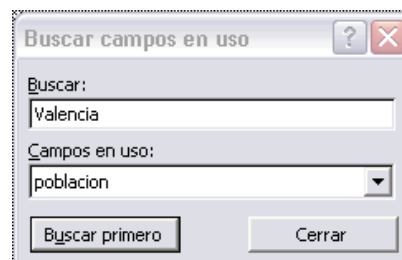 Buscar campos en uso
Buscar:
Valencia
Campos en uso:
poblacion
Buscar primero Cerrar